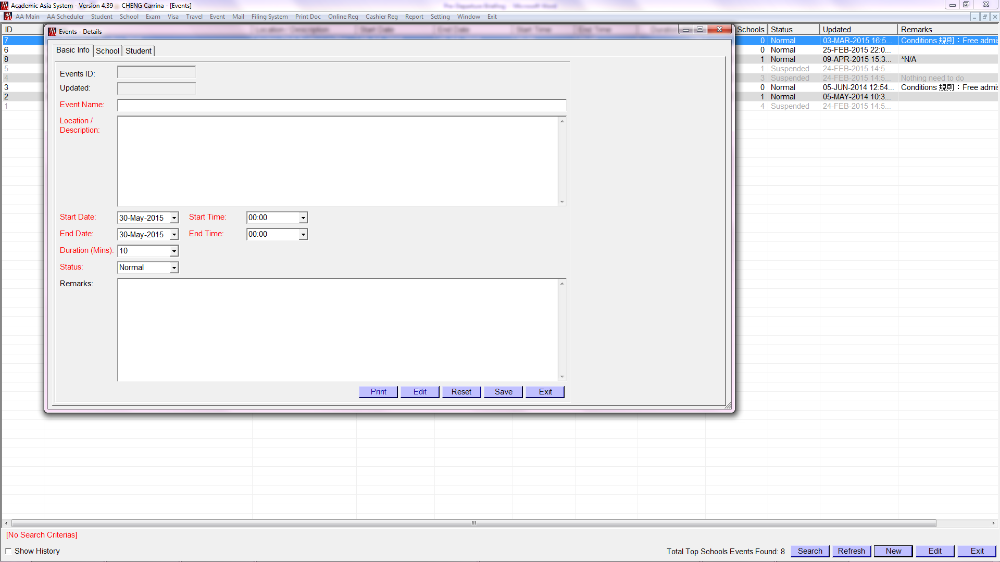 Academic Asia System - Version 4.39    CHENG Carrina - [Events]
AA Main AA Scheduler Student School Exam Visa Travel Event Mail Filing System Print Doc Online Reg Cashier Reg Report Setting Window Exit
ID Schools Status Updated Remarks
7 0 Normal 03-MAR-2015 16:5... Conditions 規則：Free admi
6 0 Normal 25-FEB-2015 22:0...
8 1 Normal 09-APR-2015 15:3... *N/A
5 1 Suspended 24-FEB-2015 14:5...
4 3 Suspended 24-FEB-2015 14:5... Nothing need to do
3 0 Normal 05-JUN-2014 12:54... Conditions 規則：Free admi
2 1 Normal 05-MAY-2014 10:3...
1 4 Suspended 24-FEB-2015 14:5...
Events - Details
Basic Info School Student
Events ID:
Updated:
Event Name:
Location /
Description:
Start Date: 30-May-2015 Start Time: 00:00
End Date: 30-May-2015 End Time: 00:00
Duration (Mins): 10
Status: Normal
Remarks:
Print Edit Reset Save Exit
[No Search Criterias]
Show History Total Top Schools Events Found: 8 Search Refresh New Edit Exit